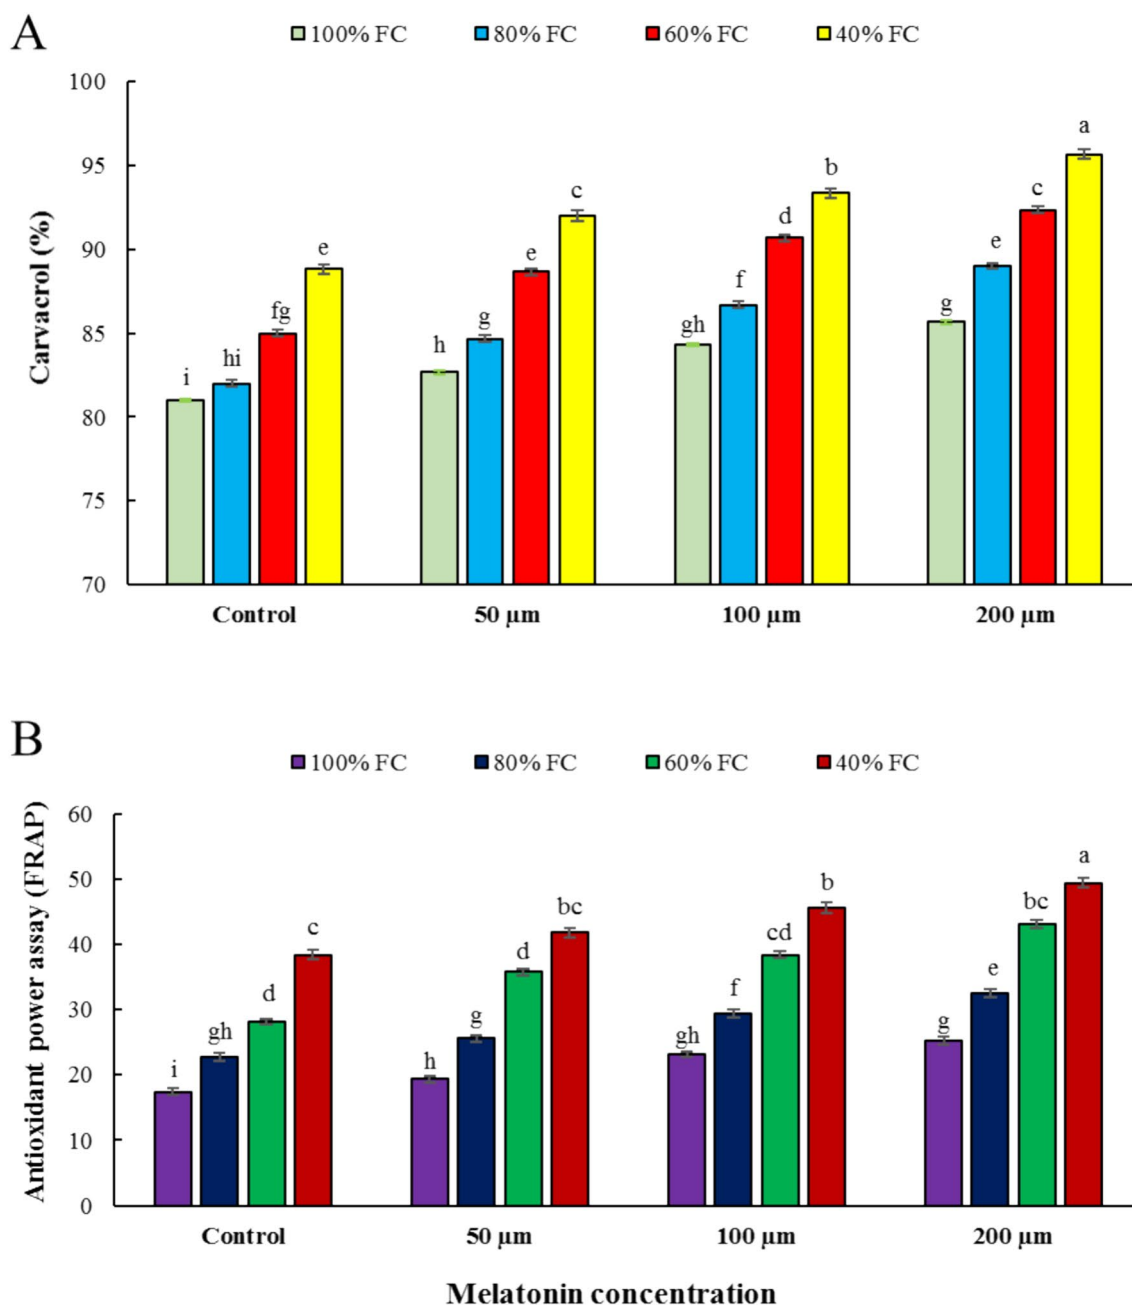 A
100% FC 80% FC 60% FC 40% FC
Carvacrol (%)
100
95
90
85
80
75
70
i hi fg e
h g e c
gh f d b
g e c a
Control 50 μm 100 μm 200 μm
B
100% FC 80% FC 60% FC 40% FC
Antioxidant power assay (FRAP)
60
50
40
30
20
10
0
i gh d c
h g d bc
gh f cd b
g e bc a
Control 50 μm 100 μm 200 μm
Melatonin concentration